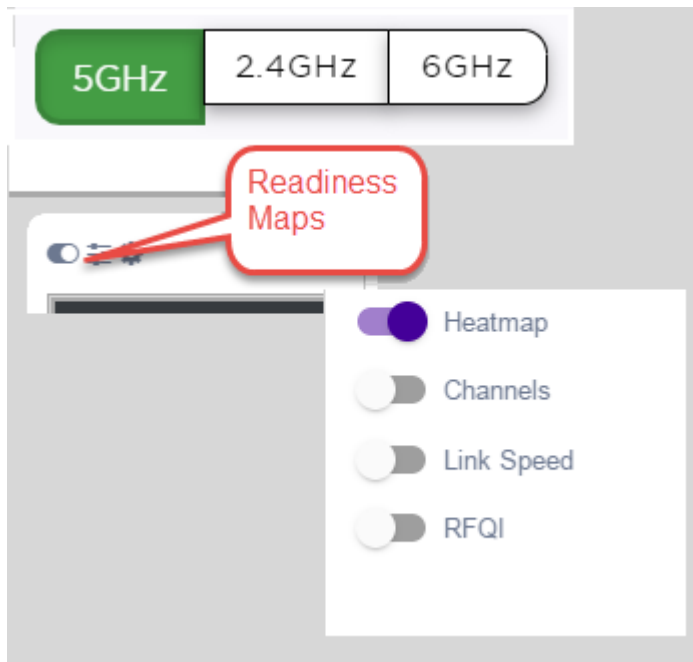 5GHz 2.4GHz 6GHz
Readiness
Maps
Heatmap
Channels
Link Speed
RFQI